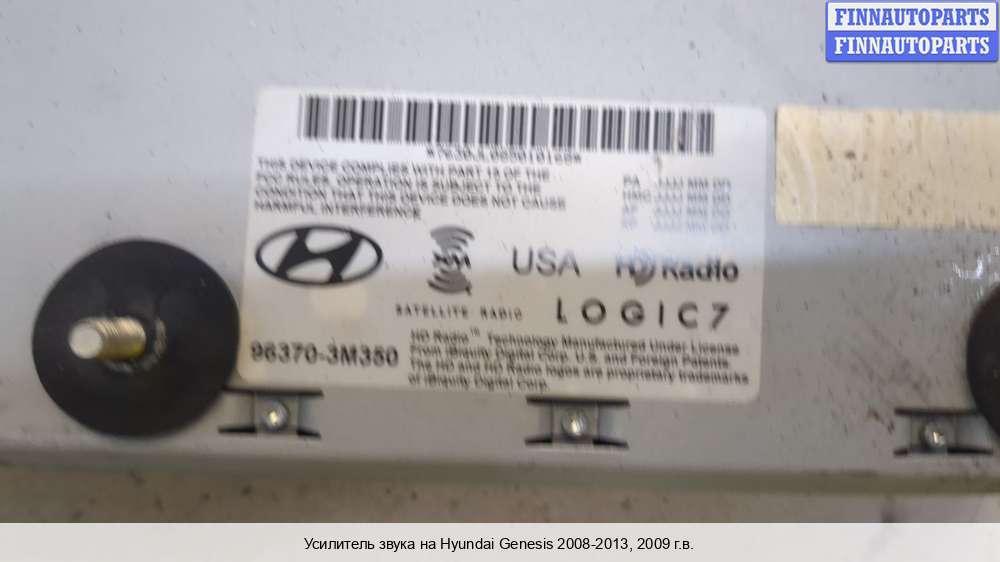 FINNAUTOPARTS
FINNAUTOPARTS
THIS DEVICE COMPLIES WITH PART 15 OF THE
FCC RULES. OPERATION IS SUBJECT TO THE
CONDITION THAT THIS DEVICE DOES NOT CAUSE
HARMFUL INTERFERENCE
XSR
USA
HD Radio
SATELLITE RADIO
LOGIC7
96370-3M350
HD Radio™ Technology Manufactured Under License
From iBiquity Digital Corp. U.S. and Foreign Patents.
The HD and HD Radio logos are proprietary trademarks
of iBiquity Digital Corp.
Усилитель звука на Hyundai Genesis 2008-2013, 2009 г.в.